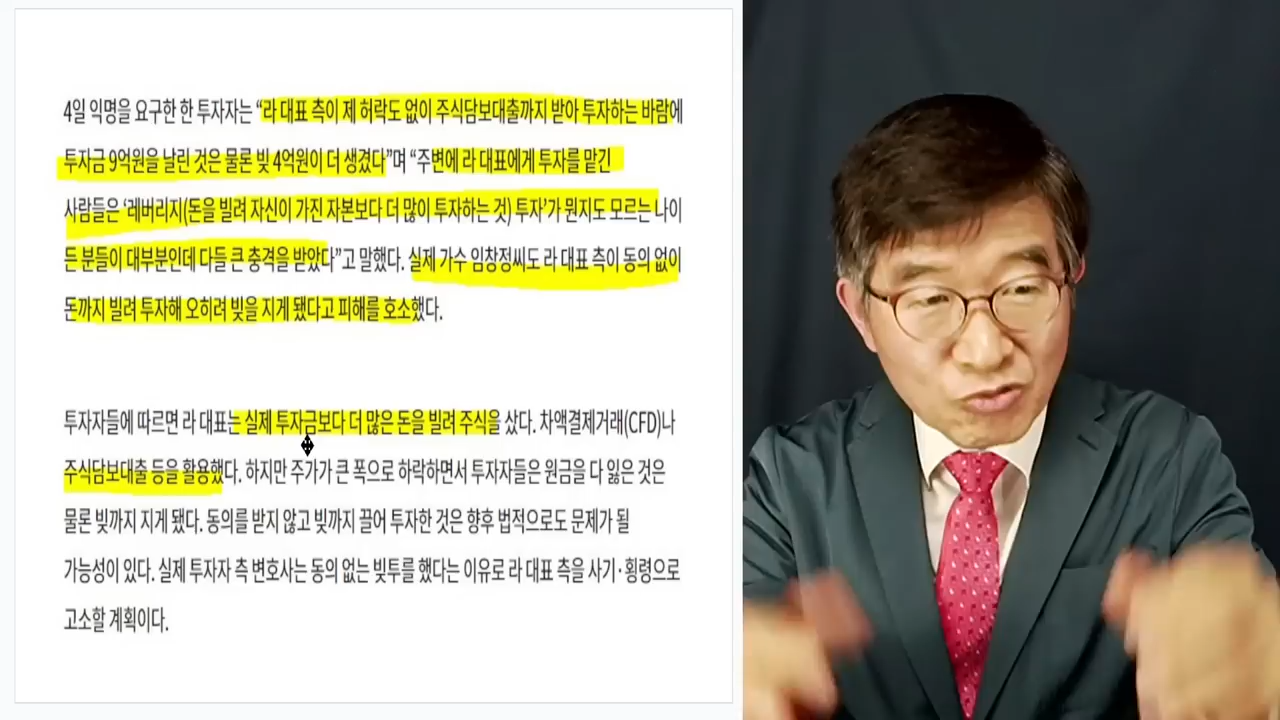 4일 익명을 요구한 한 투자자는 “라 대표 측이 제 허락도 없이 주식담보대출까지 받아 투자하는 바람에
투자금 9억원을 날린 것은 물론 빚 4억원이 더 생겼다”며 “주변에 라 대표에게 투자를 맡긴
사람들은 ‘레버리지(돈을 빌려 자신이 가진 자본보다 더 많이 투자하는 것) 투자’가 뭔지도 모르는 나이
든 분들이 대부분인데 다들 큰 충격을 받았다”고 말했다. 실제 가수 임창정씨도 라 대표 측이 동의 없이
돈까지 빌려 투자해 오히려 빚을 지게 됐다고 피해를 호소했다.
투자자들에 따르면 라 대표는 실제 투자금보다 더 많은 돈을 빌려 주식을 샀다. 차액결제거래(CFD)나
주식담보대출 등을 활용했다. 하지만 주가가 큰 폭으로 하락하면서 투자자들은 원금을 다 잃은 것은
물론 빚까지 지게 됐다. 동의를 받지 않고 빚까지 끌어 투자한 것은 향후 법적으로도 문제가 될
가능성이 있다. 실제 투자자 측 변호사는 동의 없는 빚투를 했다는 이유로 라 대표 측을 사기·횡령으로
고소할 계획이다.